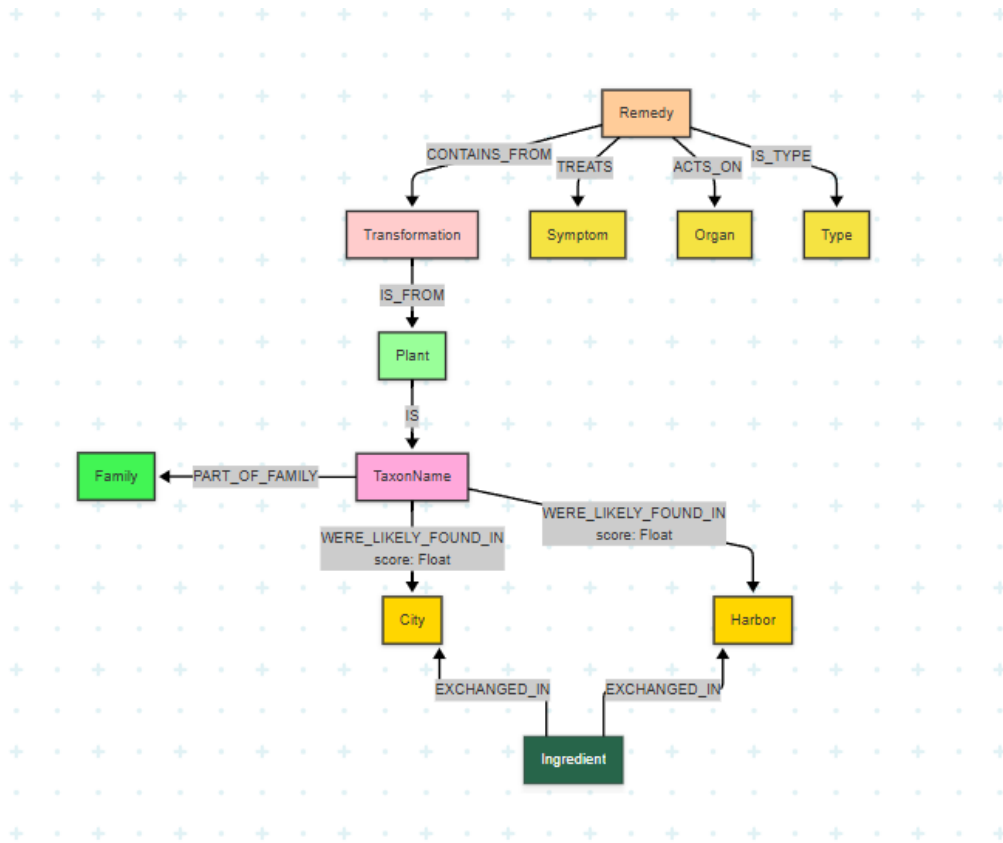 Remedy
CONTAINS_FROM
TREATS
ACTS_ON
IS_TYPE
Transformation
Symptom
Organ
Type
IS_FROM
Plant
IS
Family
PART_OF_FAMILY
TaxonName
WERE_LIKELY_FOUND_IN
score: Float
WERE_LIKELY_FOUND_IN
score: Float
City
Harbor
EXCHANGED_IN
EXCHANGED_IN
Ingredient